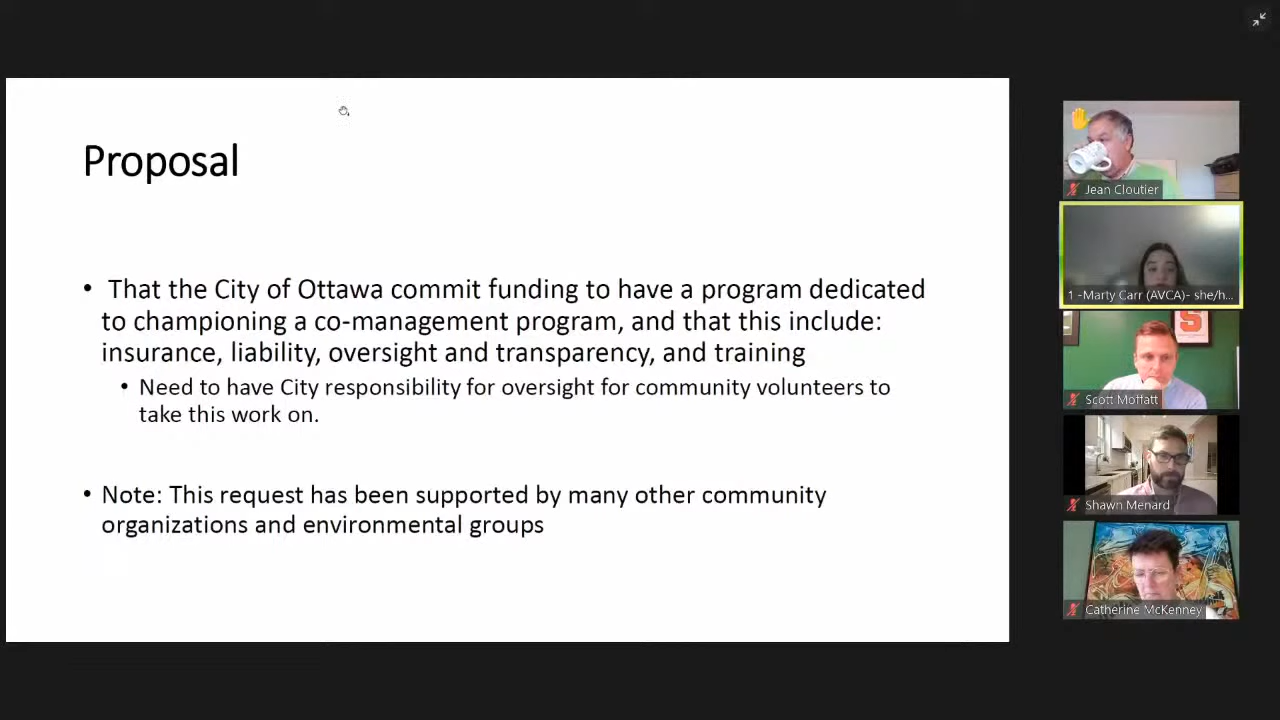 Proposal
• That the City of Ottawa commit funding to have a program dedicated
to championing a co-management program, and that this include:
insurance, liability, oversight and transparency, and training
• Need to have City responsibility for oversight for community volunteers to
take this work on.
• Note: This request has been supported by many other community
organizations and environmental groups
Jean Cloutier
1 -Marty Carr (AVCA)- she/h...
S
Scott Moffatt
Shawn Menard
Catherine McKenney